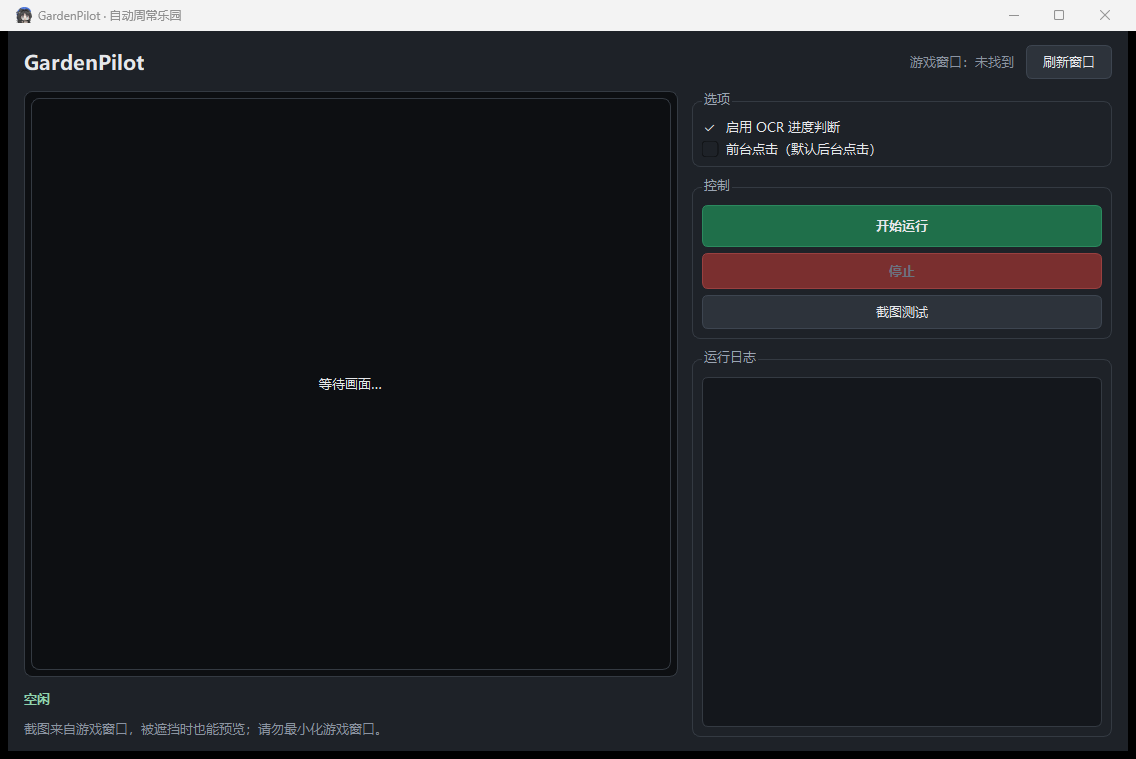 GardenPilot · 自动周常乐园
GardenPilot
游戏窗口：未找到
刷新窗口
等待画面...
空闲
截图来自游戏窗口，被遮挡时也能预览；请勿最小化游戏窗口。
选项
启用 OCR 进度判断
前台点击（默认后台点击）
控制
开始运行
停止
截图测试
运行日志